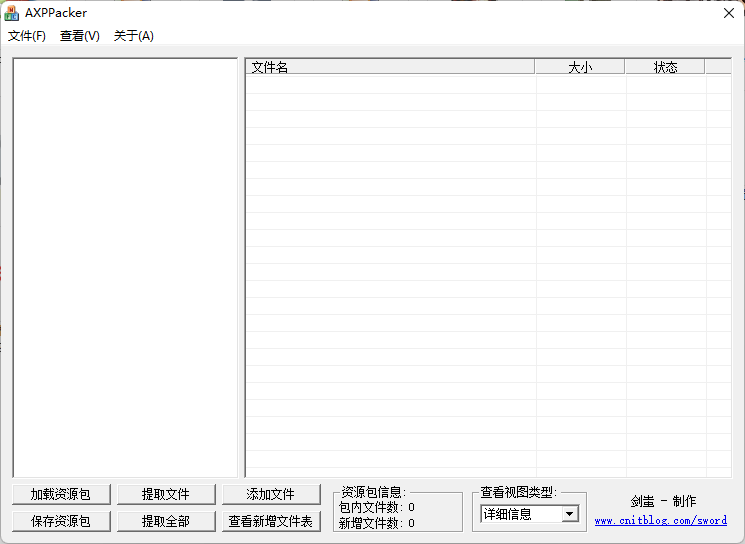 AXPPacker
文件(F) 查看(V) 关于(A)
文件名 大小 状态
加载资源包 提取文件 添加文件
保存资源包 提取全部 查看新增文件表
资源包信息:
包内文件数: 0
新增文件数: 0
查看视图类型:
详细信息
剑蚩 - 制作
www.cnitblog.com/sword